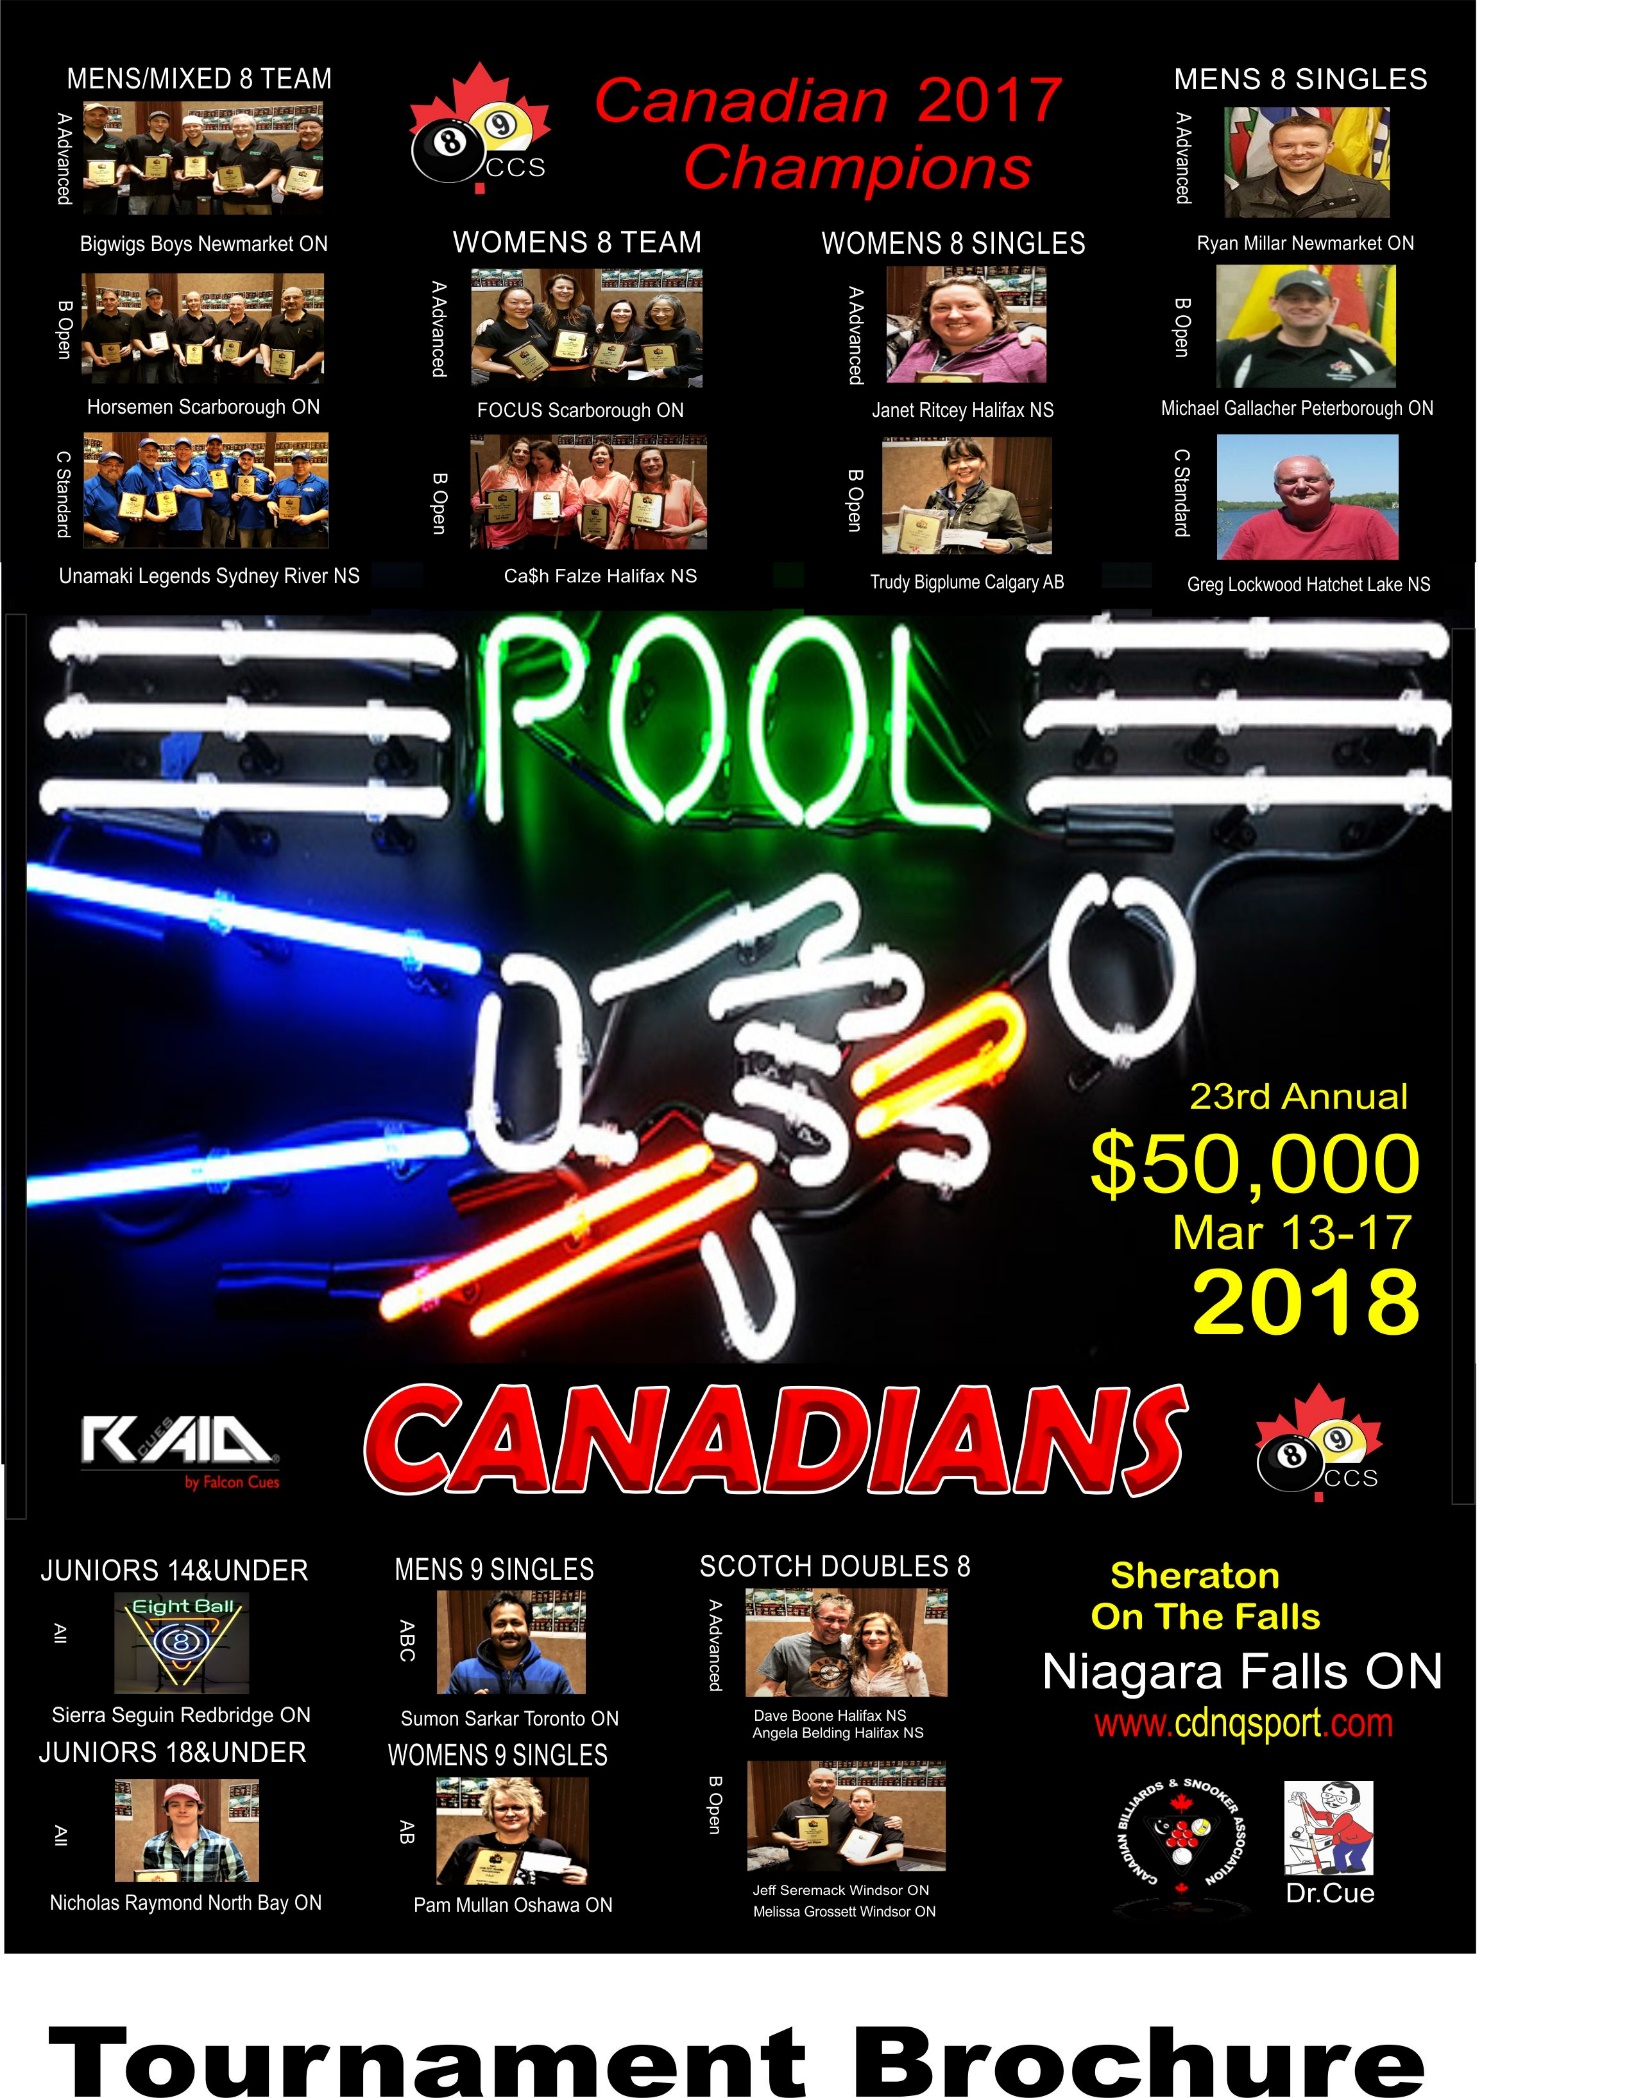 MENS/MIXED 8 TEAM
A Advanced
Bigwigs Boys Newmarket ON
B Open
Horsemen Scarborough ON
C Standard
Unamaki Legends Sydney River NS
8 9
CCS
Canadian 2017
Champions
WOMENS 8 TEAM
A Advanced
FOCUS Scarborough ON
B Open
Ca$h Falze Halifax NS
WOMENS 8 SINGLES
A Advanced
Janet Ritcey Halifax NS
B Open
Trudy Bigplume Calgary AB
MENS 8 SINGLES
A Advanced
Ryan Millar Newmarket ON
B Open
Michael Gallacher Peterborough ON
C Standard
Greg Lockwood Hatchet Lake NS
POOL
23rd Annual
$50,000
Mar 13-17
2018
RAID
CUES
by Falcon Cues
CANADIANS
8 9
CCS
JUNIORS 14&UNDER
All
Eight Ball
8
Sierra Seguin Redbridge ON
JUNIORS 18&UNDER
All
Nicholas Raymond North Bay ON
MENS 9 SINGLES
ABC
Sumon Sarkar Toronto ON
WOMENS 9 SINGLES
AB
Pam Mullan Oshawa ON
SCOTCH DOUBLES 8
A Advanced
Dave Boone Halifax NS
Angela Belding Halifax NS
B Open
Jeff Seremack Windsor ON
Melissa Grossett Windsor ON
Sheraton
On The Falls
Niagara Falls ON
www.cdnqsport.com
CANADIAN BILLIARDS & SNOOKER ASSOCIATION
Dr.Cue
Tournament Brochure